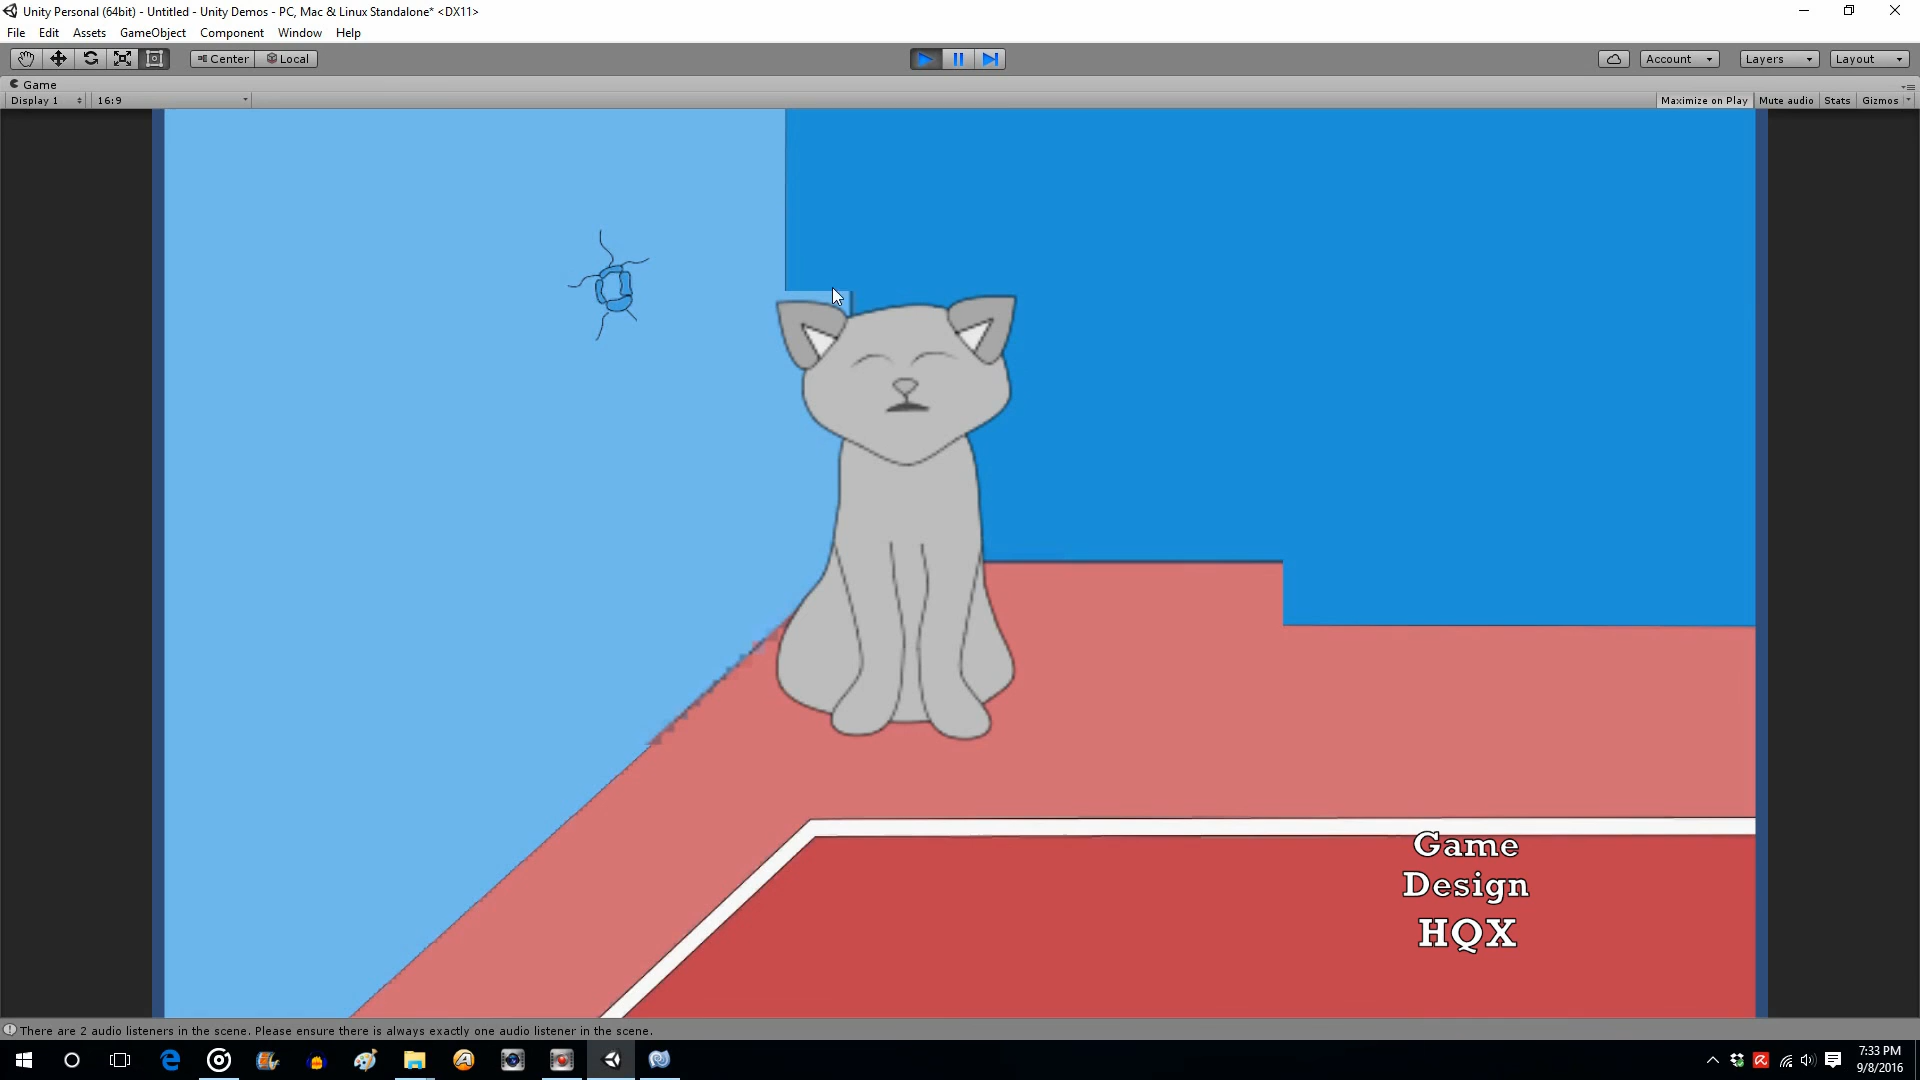 Unity Personal (64bit) - Untitled - Unity Demos - PC, Mac & Linux Standalone* <DX11>
File Edit Assets GameObject Component Window Help
Center Local Account Layers Layout
Game
Display 1 16:9 Maximize on Play Mute audio Stats Gizmos
Game
Design
HQX
There are 2 audio listeners in the scene. Please ensure there is always exactly one audio listener in the scene.
7:33 PM
9/8/2016